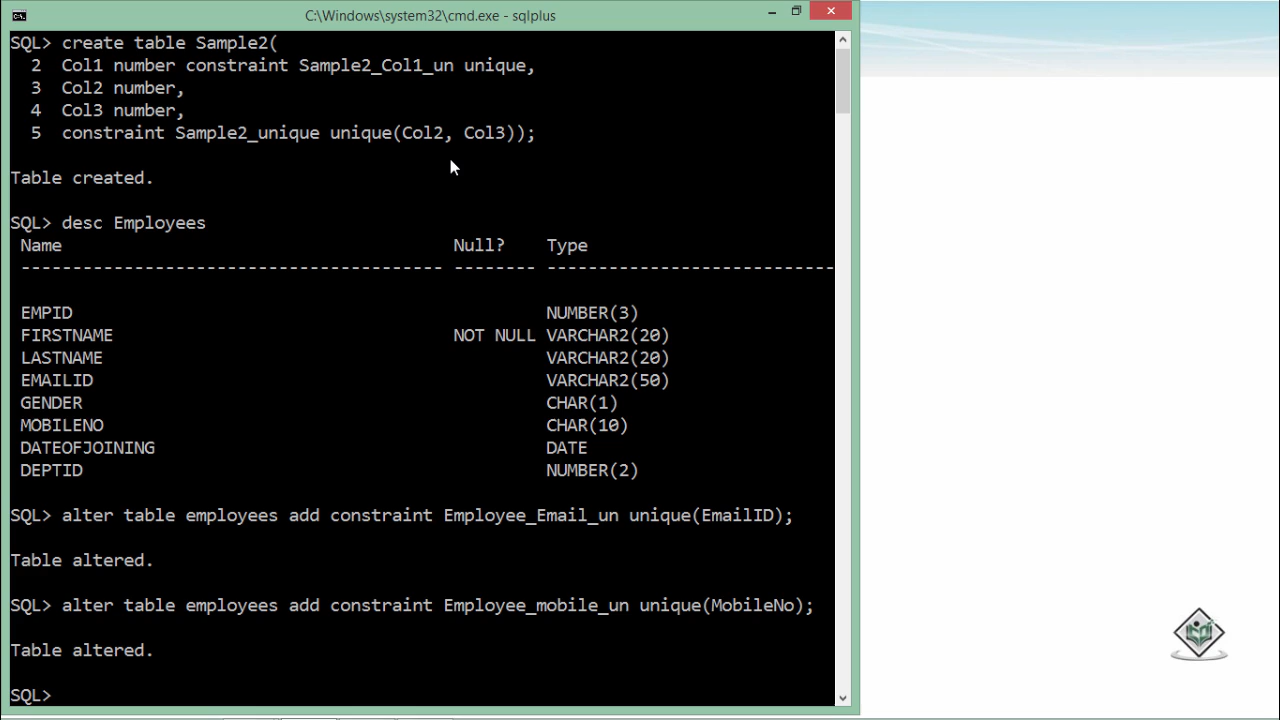 C:\Windows\system32\cmd.exe - sqlplus
SQL> create table Sample2(
  2  Col1 number constraint Sample2_Col1_un unique,
  3  Col2 number,
  4  Col3 number,
  5  constraint Sample2_unique unique(Col2, Col3));
Table created.
SQL> desc Employees
 Name                                      Null?    Type
 ----------------------------------------- -------- ----------------------------
 EMPID                                              NUMBER(3)
 FIRSTNAME                                 NOT NULL VARCHAR2(20)
 LASTNAME                                           VARCHAR2(20)
 EMAILID                                            VARCHAR2(50)
 GENDER                                             CHAR(1)
 MOBILENO                                           CHAR(10)
 DATEOFJOINING                                      DATE
 DEPTID                                             NUMBER(2)
SQL> alter table employees add constraint Employee_Email_un unique(EmailID);
Table altered.
SQL> alter table employees add constraint Employee_mobile_un unique(MobileNo);
Table altered.
SQL>